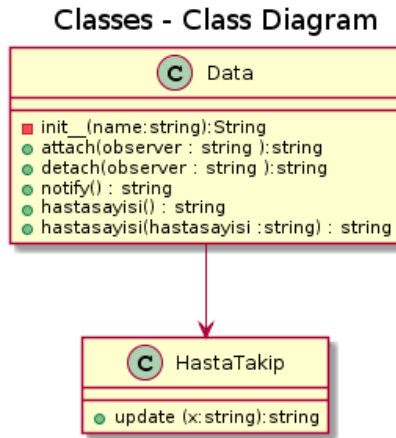 Classes - Class Diagram
C Data
init__(name:string):String
attach(observer : string ):string
detach(observer : string ):string
notify() : string
hastasayisi() : string
hastasayisi(hastasayisi :string) : string
C HastaTakip
update (x:string):string